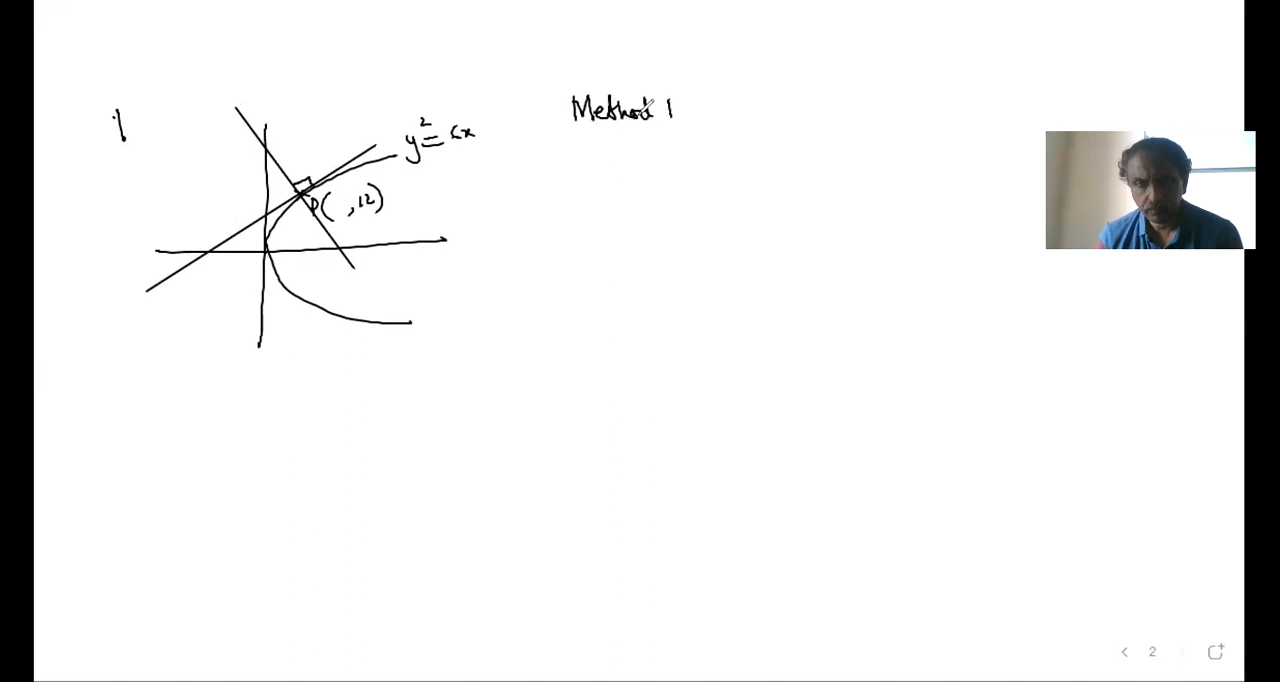 1
Method 1
y² = 6x
P( , 12)
2